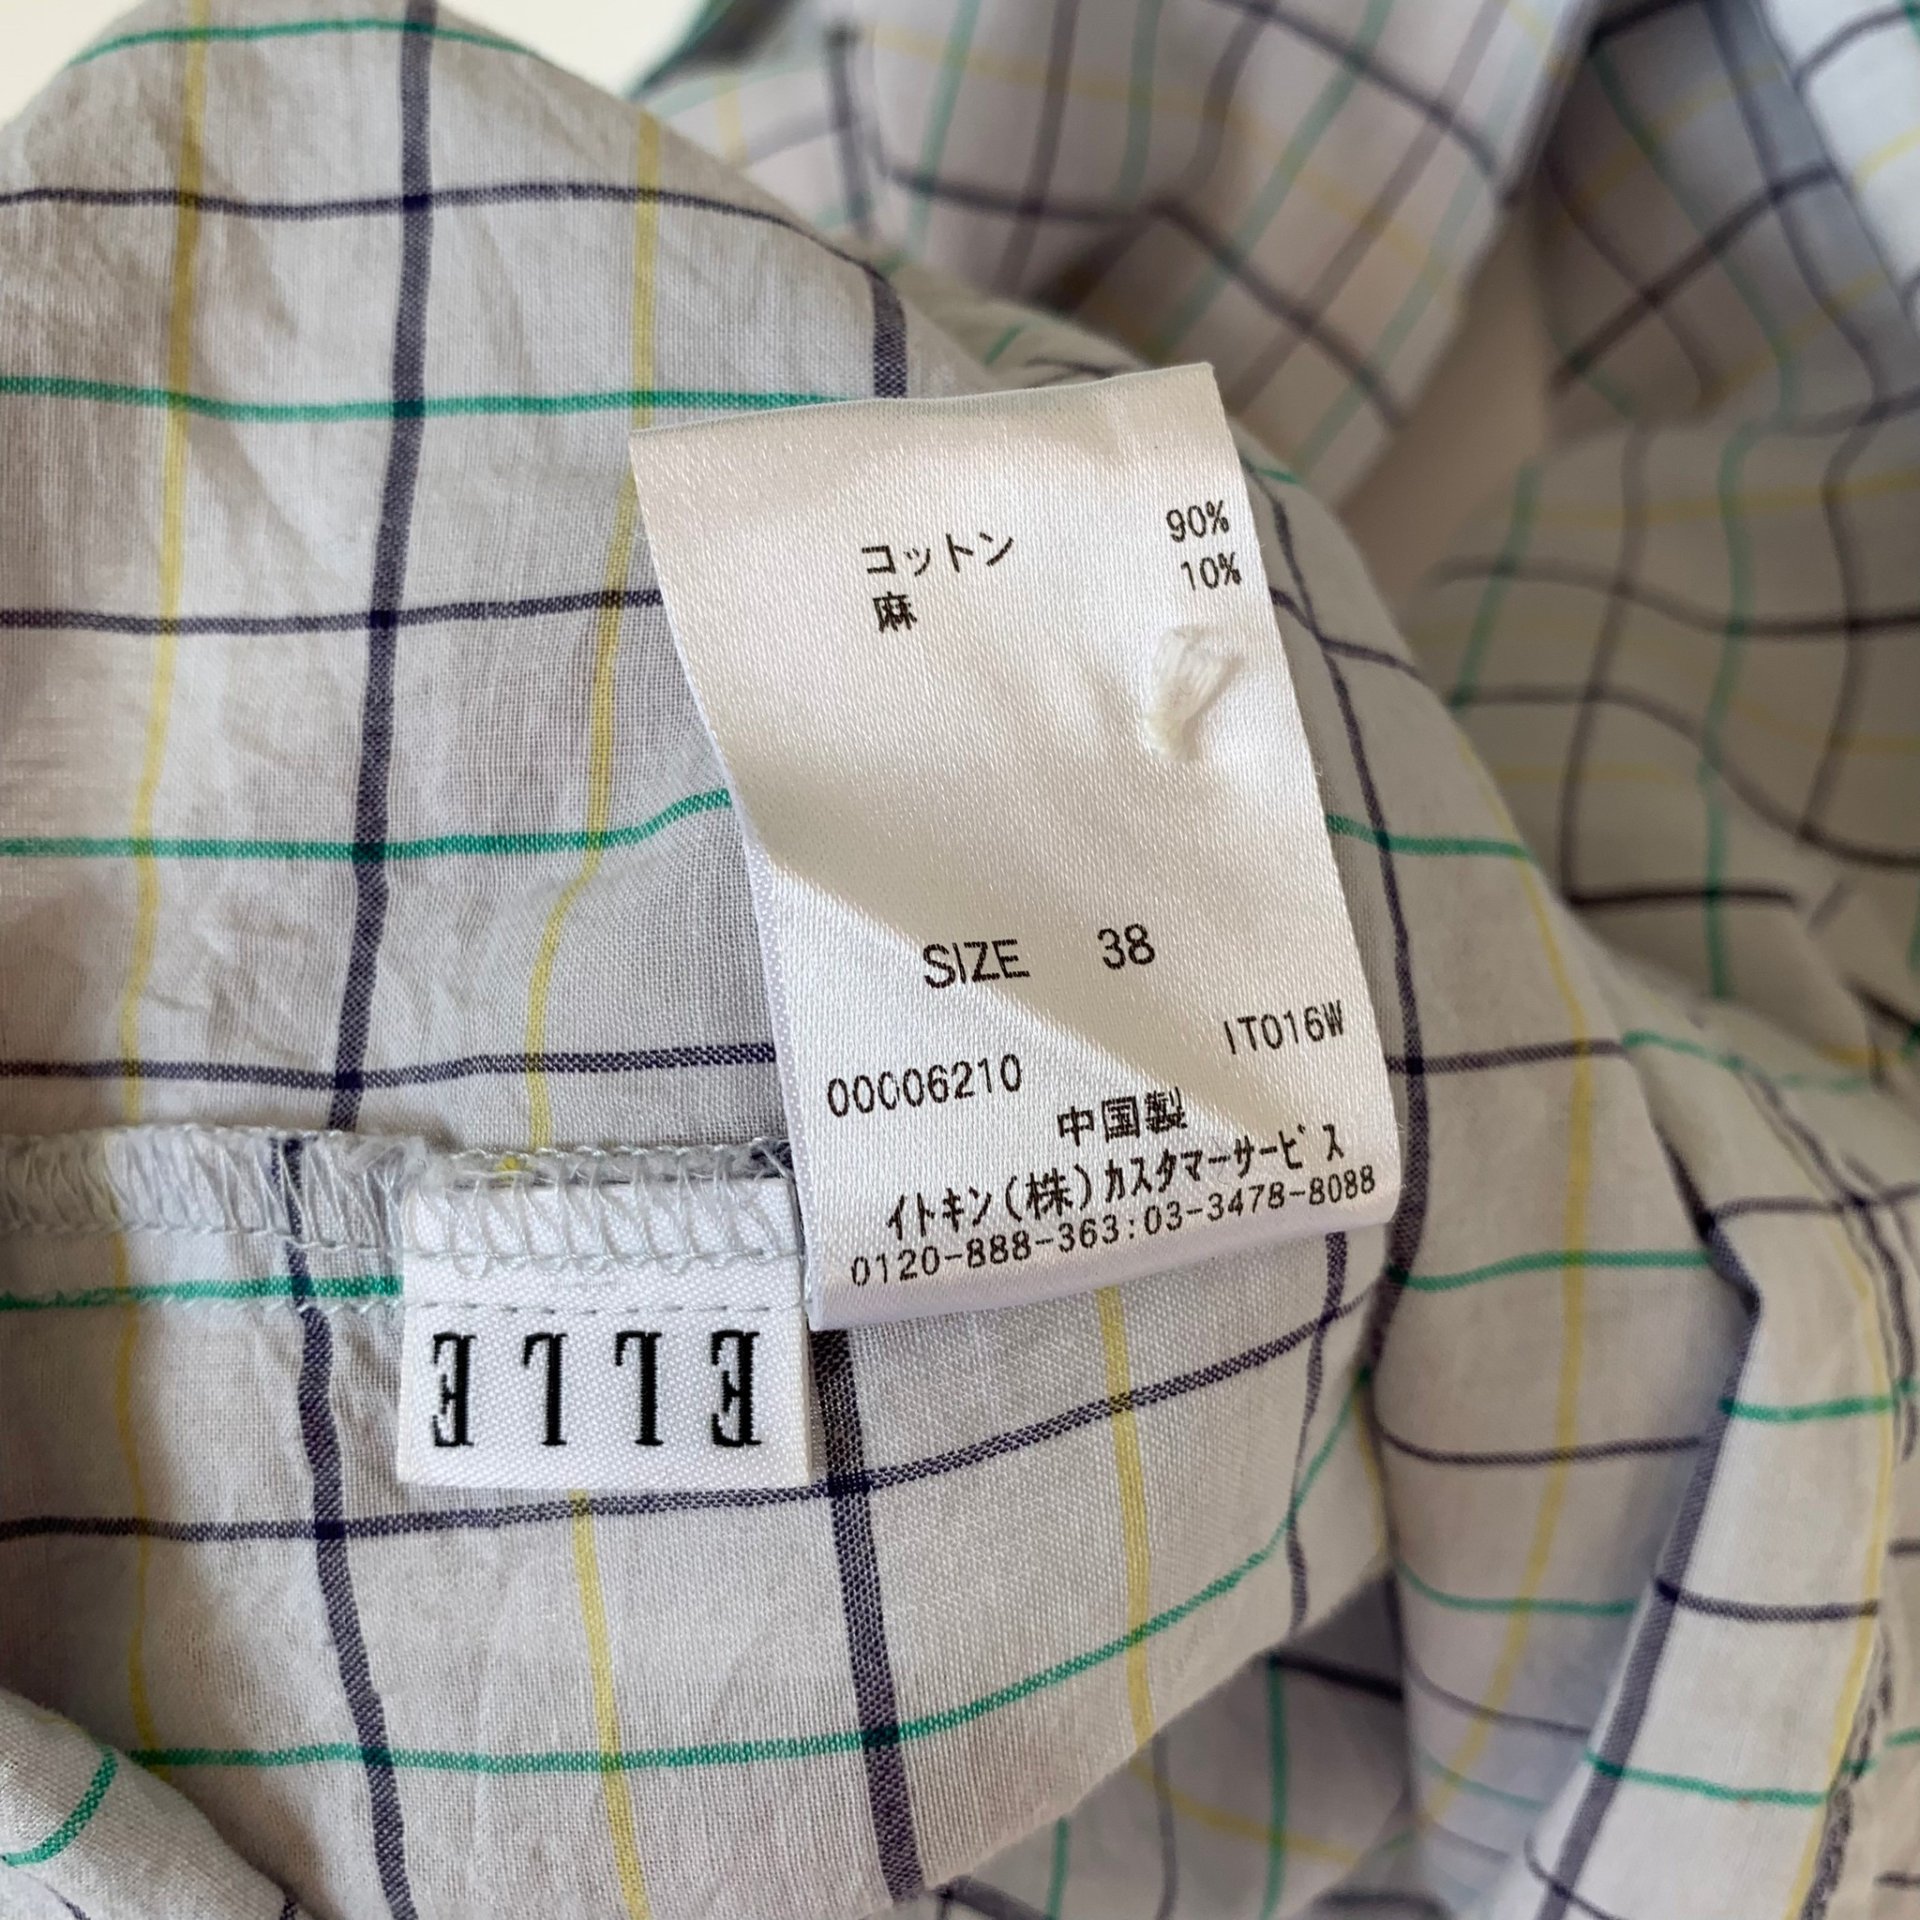 コットン 90%
麻 10%
SIZE 38
IT016W
00006210
中国製
イトキン(株)カスタマーサービス
0120-888-363:03-3478-8088
ELLE